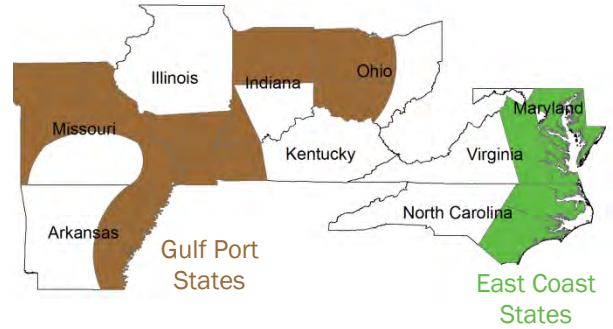 Illinois
Indiana
Ohio
Missouri
Kentucky
Arkansas
Maryland
Virginia
North Carolina
Gulf Port
States
East Coast
States